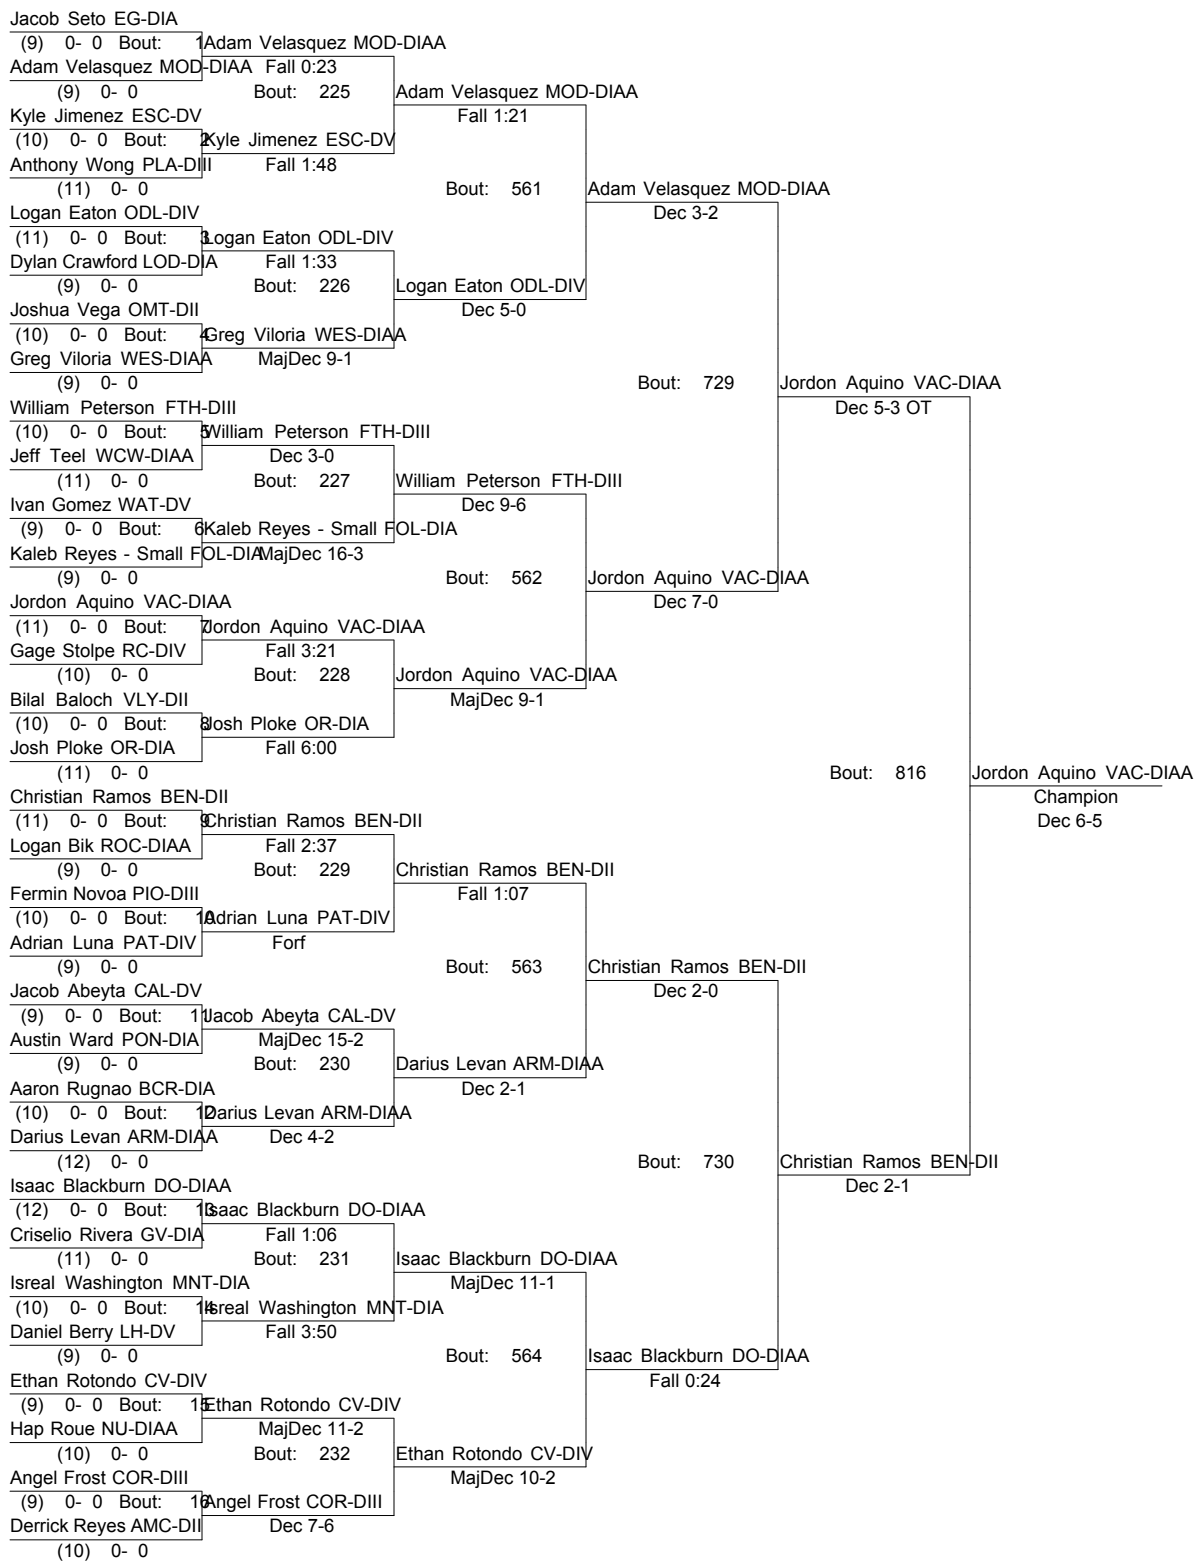 Jacob Seto EG-DIA
(9) 0- 0 Bout: 1 Adam Velasquez MOD-DIAA
Adam Velasquez MOD-DIAA Fall 0:23
(9) 0- 0 Bout: 225 Adam Velasquez MOD-DIAA
Kyle Jimenez ESC-DV Fall 1:21
(10) 0- 0 Bout: 2 Kyle Jimenez ESC-DV
Anthony Wong PLA-DIII Fall 1:48
(11) 0- 0 Bout: 561 Adam Velasquez MOD-DIAA
Logan Eaton ODL-DIV Dec 3-2
(11) 0- 0 Bout: 3 Logan Eaton ODL-DIV
Dylan Crawford LOD-DIA Fall 1:33
(9) 0- 0 Bout: 226 Logan Eaton ODL-DIV
Joshua Vega OMT-DII Dec 5-0
(10) 0- 0 Bout: 4 Greg Viloria WES-DIAA
Greg Viloria WES-DIAA MajDec 9-1
(9) 0- 0 Bout: 729 Jordon Aquino VAC-DIAA
William Peterson FTH-DIII Dec 5-3 OT
(10) 0- 0 Bout: 5 William Peterson FTH-DIII
Jeff Teel WCW-DIAA Dec 3-0
(11) 0- 0 Bout: 227 William Peterson FTH-DIII
Ivan Gomez WAT-DV Dec 9-6
(9) 0- 0 Bout: 6 Kaleb Reyes - Small FOL-DIA
Kaleb Reyes - Small FOL-DIA MajDec 16-3
(9) 0- 0 Bout: 562 Jordon Aquino VAC-DIAA
Jordon Aquino VAC-DIAA Dec 7-0
(11) 0- 0 Bout: 7 Jordon Aquino VAC-DIAA
Gage Stolpe RC-DIV Fall 3:21
(10) 0- 0 Bout: 228 Jordon Aquino VAC-DIAA
Bilal Baloch VLY-DII MajDec 9-1
(10) 0- 0 Bout: 8 Josh Ploke OR-DIA
Josh Ploke OR-DIA Fall 6:00
(11) 0- 0 Bout: 816 Jordon Aquino VAC-DIAA
Christian Ramos BEN-DII Champion
(11) 0- 0 Bout: 9 Christian Ramos BEN-DII Dec 6-5
Logan Bik ROC-DIAA Fall 2:37
(9) 0- 0 Bout: 229 Christian Ramos BEN-DII
Fermin Novoa PIO-DIII Fall 1:07
(10) 0- 0 Bout: 10 Adrian Luna PAT-DIV
Adrian Luna PAT-DIV Forf
(9) 0- 0 Bout: 563 Christian Ramos BEN-DII
Jacob Abeyta CAL-DV Dec 2-0
(9) 0- 0 Bout: 11 Jacob Abeyta CAL-DV
Austin Ward PON-DIA MajDec 15-2
(9) 0- 0 Bout: 230 Darius Levan ARM-DIAA
Aaron Rugnao BCR-DIA Dec 2-1
(10) 0- 0 Bout: 12 Darius Levan ARM-DIAA
Darius Levan ARM-DIAA Dec 4-2
(12) 0- 0 Bout: 730 Christian Ramos BEN-DII
Isaac Blackburn DO-DIAA Dec 2-1
(12) 0- 0 Bout: 13 Isaac Blackburn DO-DIAA
Criselio Rivera GV-DIA Fall 1:06
(11) 0- 0 Bout: 231 Isaac Blackburn DO-DIAA
Isreal Washington MNT-DIA MajDec 11-1
(10) 0- 0 Bout: 14 Isreal Washington MNT-DIA
Daniel Berry LH-DV Fall 3:50
(9) 0- 0 Bout: 564 Isaac Blackburn DO-DIAA
Ethan Rotondo CV-DIV Fall 0:24
(9) 0- 0 Bout: 15 Ethan Rotondo CV-DIV
Hap Roue NU-DIAA MajDec 11-2
(10) 0- 0 Bout: 232 Ethan Rotondo CV-DIV
Angel Frost COR-DIII MajDec 10-2
(9) 0- 0 Bout: 16 Angel Frost COR-DIII
Derrick Reyes AMC-DII Dec 7-6
(10) 0- 0